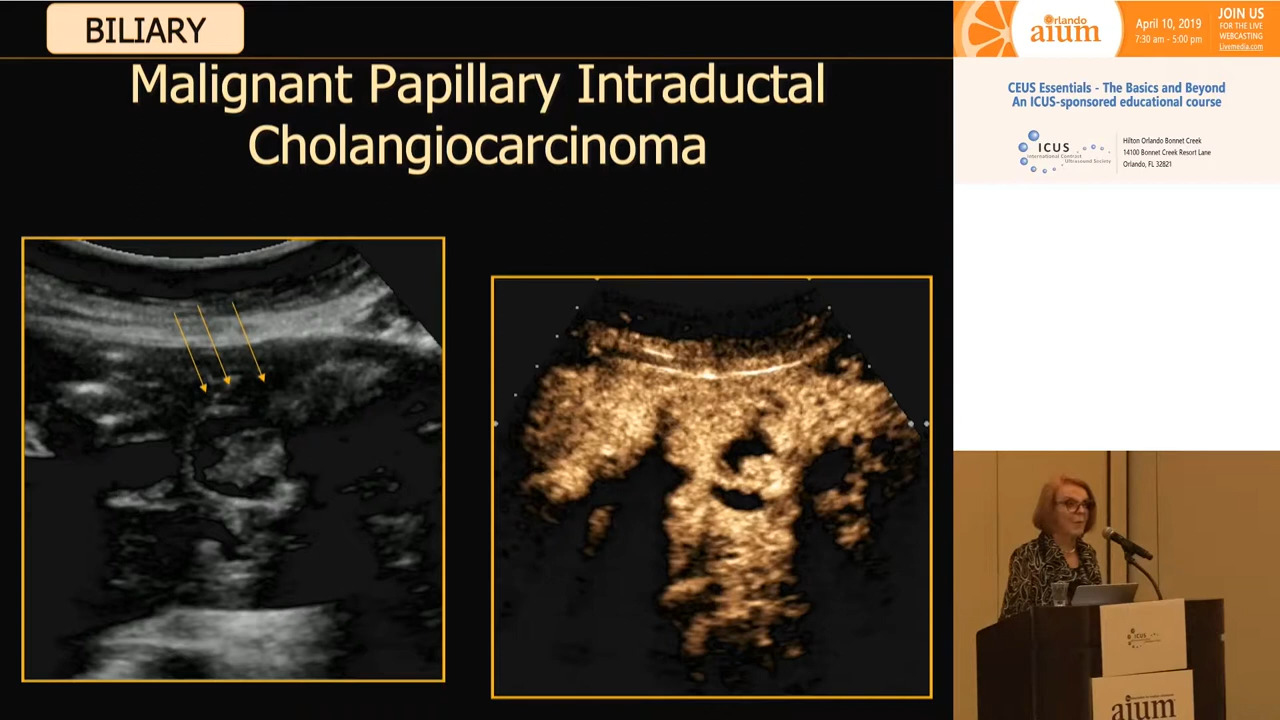 BILIARY
Malignant Papillary Intraductal
Cholangiocarcinoma
Orlando
aium
April 10, 2019
7:30 am - 5:00 pm
JOIN US
FOR THE LIVE
WEBCASTING
Livemedia.com
CEUS Essentials - The Basics and Beyond
An ICUS-sponsored educational course
ICUS
International Contrast
Ultrasound Society
Hilton Orlando Bonnet Creek
14100 Bonnet Creek Resort Lane
Orlando, FL 32821
ICUS
aium